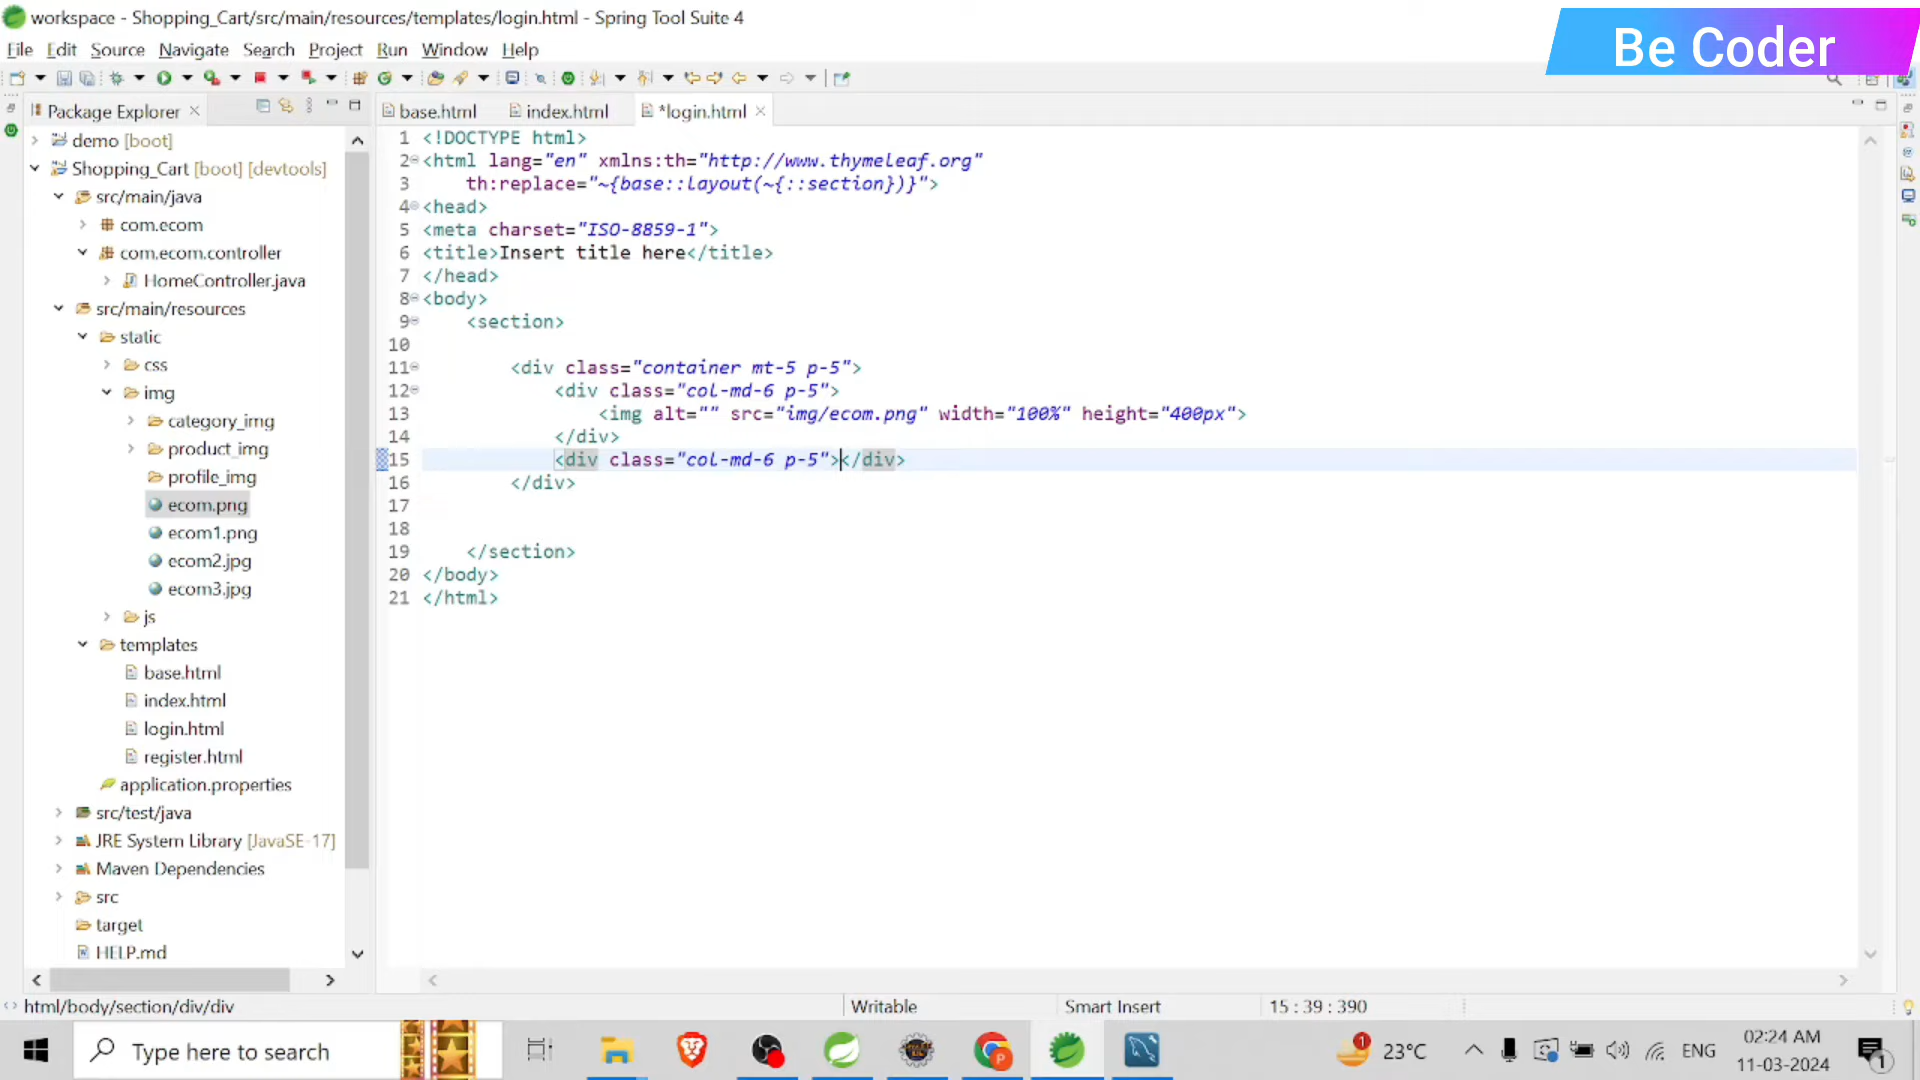 workspace - Shopping_Cart/src/main/resources/templates/login.html - Spring Tool Suite 4
File Edit Source Navigate Search Project Run Window Help
Be Coder
Package Explorer
base.html
index.html
*login.html
demo [boot]
Shopping_Cart [boot] [devtools]
src/main/java
com.ecom
com.ecom.controller
HomeController.java
src/main/resources
static
css
img
category_img
product_img
profile_img
ecom.png
ecom1.png
ecom2.jpg
ecom3.jpg
js
templates
base.html
index.html
login.html
register.html
application.properties
src/test/java
JRE System Library [JavaSE-17]
Maven Dependencies
src
target
HELP.md
1 <!DOCTYPE html>
2 <html lang="en" xmlns:th="http://www.thymeleaf.org"
3 th:replace="~{base::layout(~{::section})}">
4 <head>
5 <meta charset="ISO-8859-1">
6 <title>Insert title here</title>
7 </head>
8 <body>
9 <section>
10
11 <div class="container mt-5 p-5">
12 <div class="col-md-6 p-5">
13 <img alt="" src="img/ecom.png" width="100%" height="400px">
14 </div>
15 <div class="col-md-6 p-5"></div>
16 </div>
17
18
19 </section>
20 </body>
21 </html>
html/body/section/div/div
Writable
Smart Insert
15 : 39 : 390
Type here to search
1
23°C
ENG
02:24 AM
11-03-2024
1